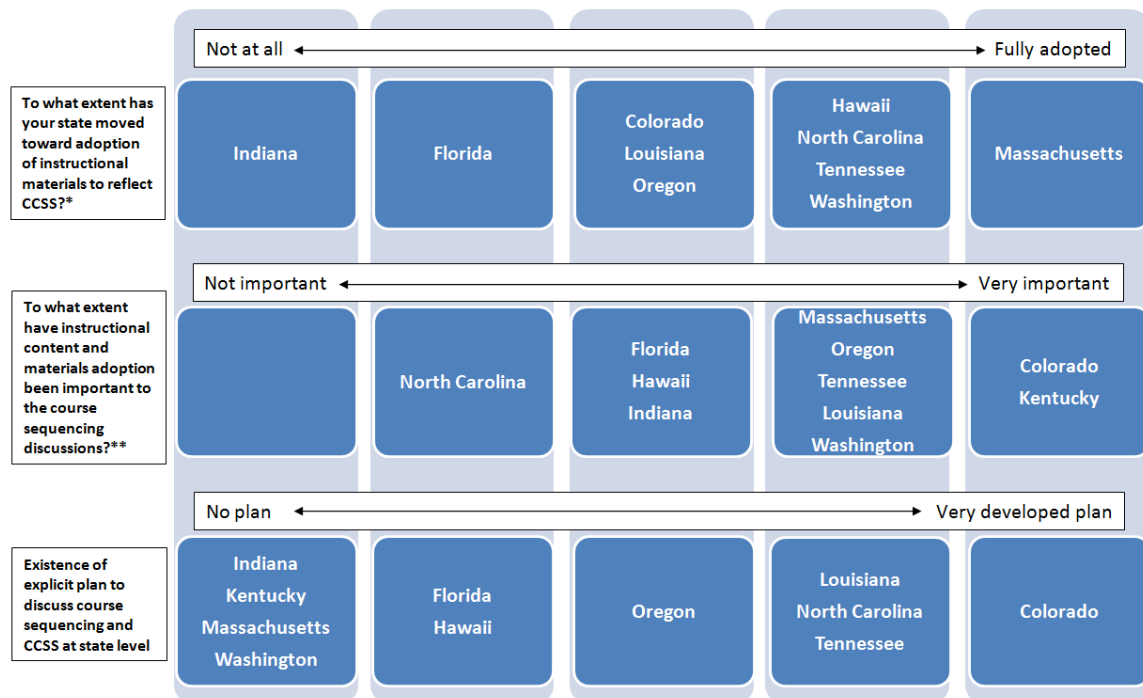 Not at all
Fully adopted
To what extent has
your state moved
toward adoption
of instructional
materials to reflect
CCSS?*
Indiana
Florida
Colorado
Louisiana
Oregon
Hawaii
North Carolina
Tennessee
Washington
Massachusetts
Not important
Very important
To what extent
have instructional
content and
materials adoption
been important to
the course
sequencing
discussions?**
North Carolina
Florida
Hawaii
Indiana
Massachusetts
Oregon
Tennessee
Louisiana
Washington
Colorado
Kentucky
No plan
Very developed plan
Existence of
explicit plan to
discuss course
sequencing and
CCSS at state level
Indiana
Kentucky
Massachusetts
Washington
Florida
Hawaii
Oregon
Louisiana
North Carolina
Tennessee
Colorado